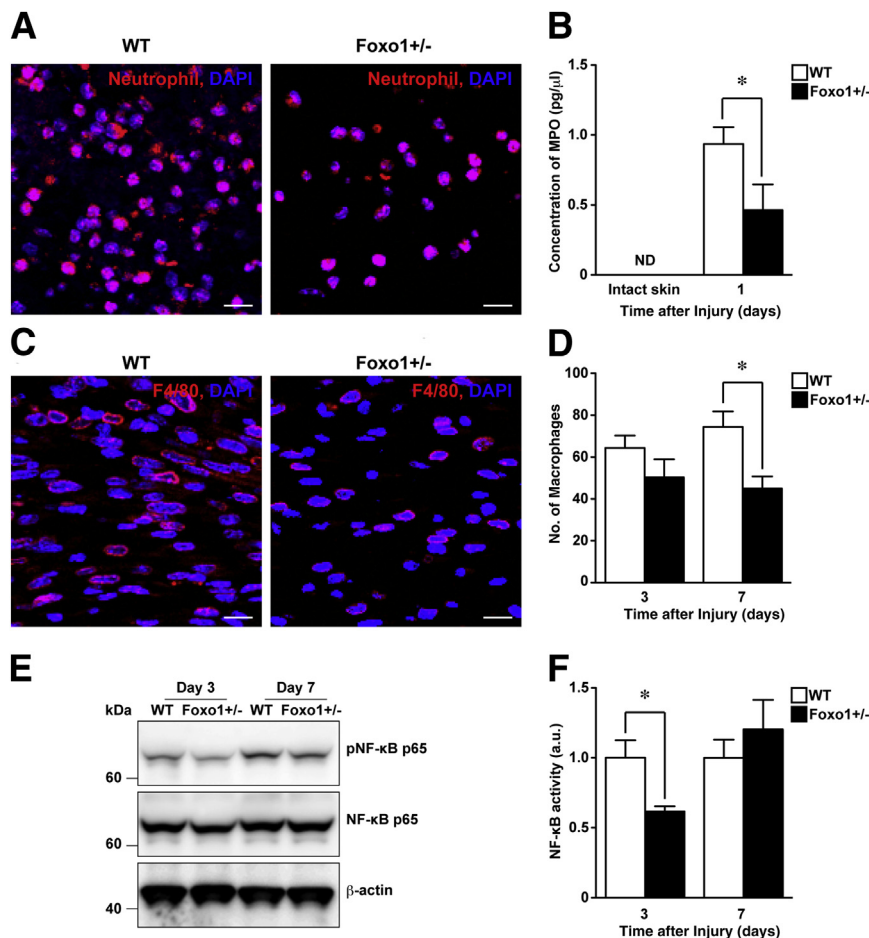 A
WT
Foxo1+/-
Neutrophil, DAPI
Neutrophil, DAPI
B
Concentration of MPO (pg/μl)
1.5
1.0
0.5
0
ND
Intact skin
1
Time after Injury (days)
*
WT
Foxo1+/-
C
WT
Foxo1+/-
F4/80, DAPI
F4/80, DAPI
D
No. of Macrophages
100
80
60
40
20
0
3
7
Time after Injury (days)
*
WT
Foxo1+/-
E
Day 3
Day 7
kDa
WT
Foxo1+/-
WT
Foxo1+/-
pNF-κB p65
60
NF-κB p65
60
β-actin
40
F
NF-κB activity (a.u.)
1.5
1.0
0.5
0
3
7
Time after Injury (days)
*
WT
Foxo1+/-